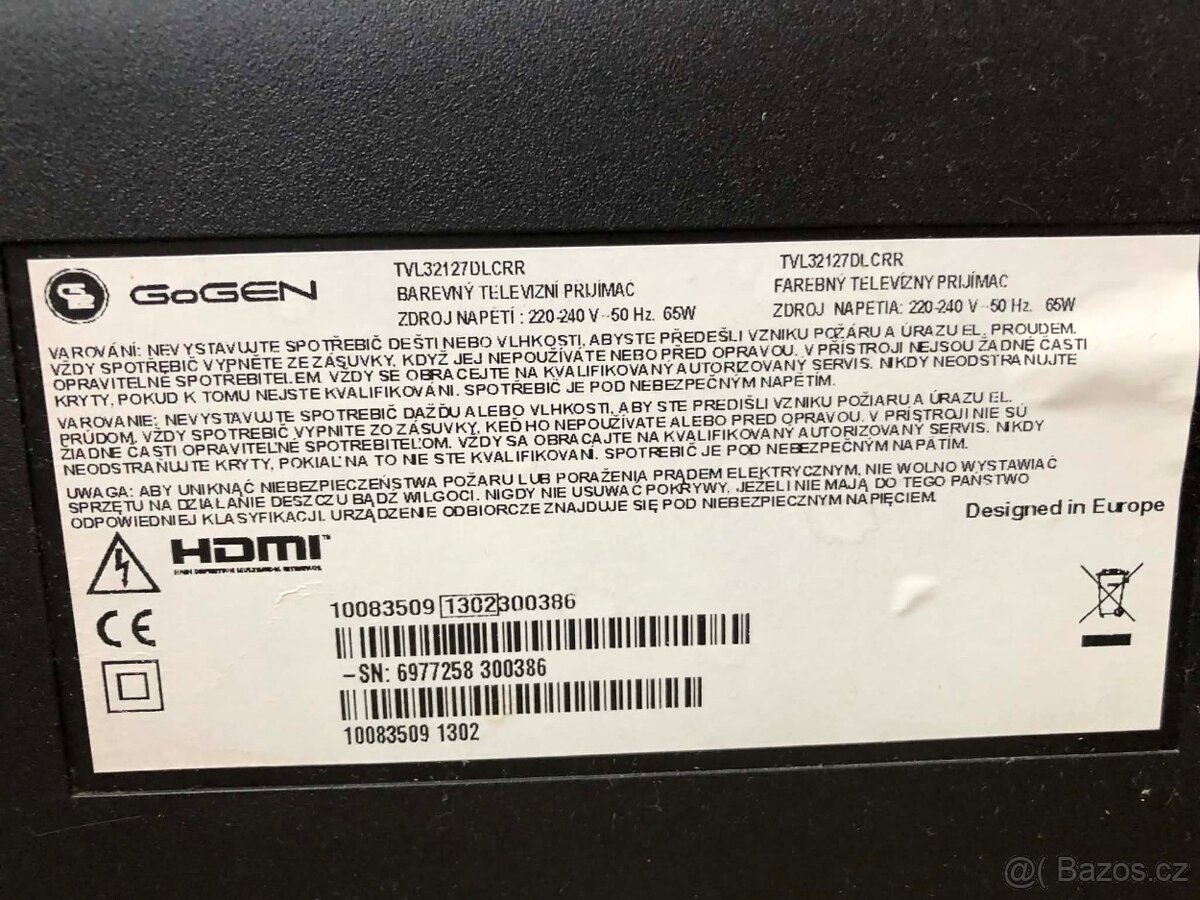 GoGEN
TVL32127DLCRR
BAREVNÝ TELEVIZNÍ PRIJÍMAC
ZDROJ NAPETÍ : 220-240 V ~ 50 Hz. 65W
TVL32127DLCRR
FAREBNÝ TELEVÍZNY PRIJÍMAC
ZDROJ NAPETIA: 220-240 V ~ 50 Hz. 65W
VAROVÁNI: NEVYSTAVUJTE SPOTŘEBIČ DEŠTI NEBO VLHKOSTI, ABYSTE PŘEDEŠLI VZNIKU POŽÁRU A ÚRAZU EL. PROUDEM.
VŽDY SPOTŘEBIČ VYPNĚTE ZE ZÁSUVKY, KDYŽ JEJ NEPOUŽÍVÁTE NEBO PŘED OPRAVOU. V PŘÍSTROJI NEJSOU ŽÁDNÉ ČASTI
OPRAVITELNÉ SPOTŘEBITELEM. VŽDY SE OBRACEJTE NA KVALIFIKOVANÝ AUTORIZOVANÝ SERVIS. NIKDY NEODSTRAŇUJTE
KRYTY, POKUD K TOMU NEJSTE KVALIFIKOVÁNI. SPOTŘEBIČ JE POD NEBEZPEČNÝM NAPĚTÍM.
VAROVANIE: NEVYSTAVUJTE SPOTREBIČ DAŽĎU ALEBO VLHKOSTI, ABY STE PREDIŠLI VZNIKU POŽIARU A ÚRAZU EL.
PRÚDOM. VŽDY SPOTREBIČ VYPNITE ZO ZÁSUVKY, KEĎ HO NEPOUŽÍVATE ALEBO PRED OPRAVOU. V PRÍSTROJI NIE SÚ
ŽIADNE ČASTI OPRAVITELNE SPOTREBITEĽOM. VŽDY SA OBRACAJTE NA KVALIFIKOVANÝ AUTORIZOVANÝ SERVIS. NIKDY
NEODSTRAŇUJTE KRYTY, POKIAĽ NA TO NIE STE KVALIFIKOVANÍ. SPOTREBIČ JE POD NEBEZPEČNÝM NAPÄTÍM.
UWAGA: ABY UNIKNĄĆ NIEBEZPIECZEŃSTWA POŻARU LUB PORAŻENIA PRĄDEM ELEKTRYCZNYM, NIE WOLNO WYSTAWIAĆ
SPRZĘTU NA DZIAŁANIE DESZCZU BĄDŹ WILGOCI. NIGDY NIE USUWAĆ POKRYWY, JEŻELI NIE MAJĄ DO TEGO PAŃSTWO
ODPOWIEDNIEJ KLASYFIKACJI. URZĄDZENIE ODBIORCZE ZNAJDUJE SIĘ POD NIEBEZPIECZNYM NAPIĘCIEM.
Designed in Europe
HDMI™
HIGH DEFINITION MULTIMEDIA INTERFACE
CE
10083509 1302 300386
-SN: 6977258 300386
10083509 1302
@( Bazos.cz